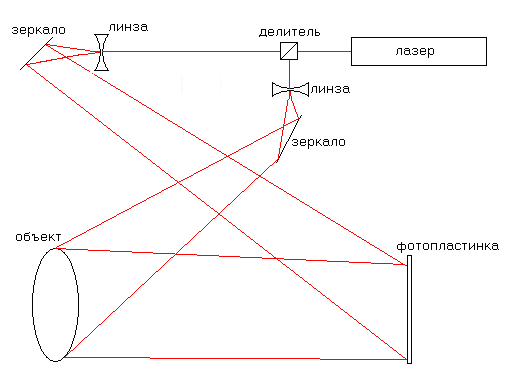 зеркало
линза
делитель
лазер
линза
зеркало
объект
фотопластинка